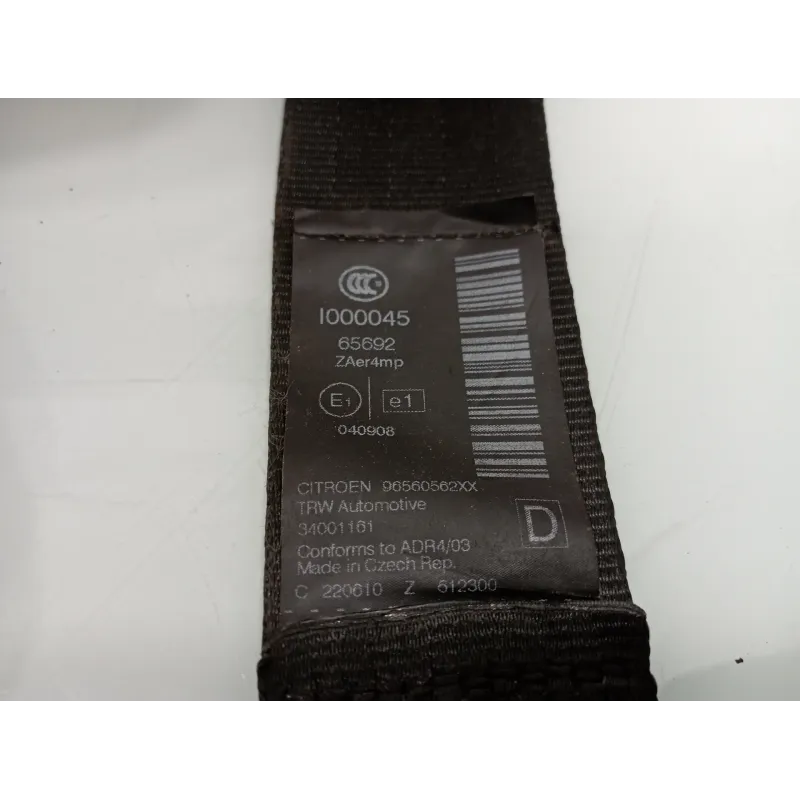 CCC
I000045
65692
ZAer4mp
E1 e1
040908
CITROEN 96560562XX
TRW Automotive
34001161
D
Conforms to ADR4/03
Made in Czech Rep.
C 220610 Z 612300